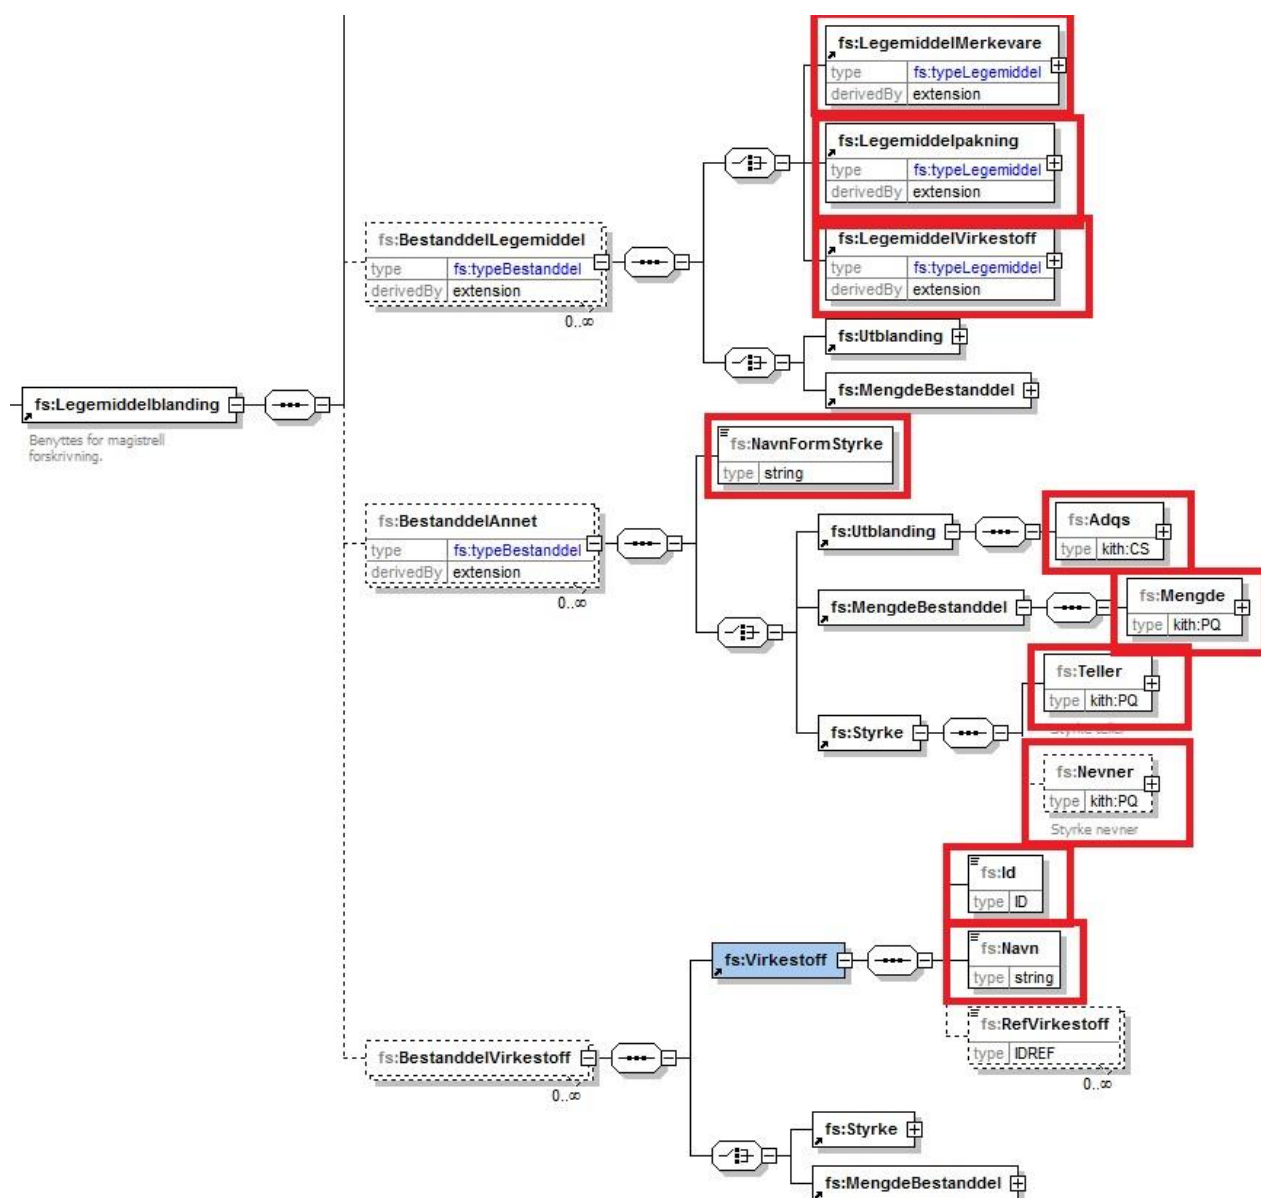 fs:LegemiddelMerkevare
type fs:typeLegemiddel
derivedBy extension
fs:Legemiddelpakning
type fs:typeLegemiddel
derivedBy extension
fs:LegemiddelVirkestoff
type fs:typeLegemiddel
derivedBy extension
fs:BestanddelLegemiddel
type fs:typeBestanddel
derivedBy extension
0..∞
fs:Utblanding
fs:MengdeBestanddel
fs:Legemiddelblanding
Benyttes for magistrell
forskrivning.
fs:NavnFormStyrke
type string
fs:BestanddelAnnet
type fs:typeBestanddel
derivedBy extension
0..∞
fs:Utblanding
fs:Adqs
type kith:CS
fs:MengdeBestanddel
fs:Mengde
type kith:PQ
fs:Styrke
fs:Teller
type kith:PQ
Styrke teller
fs:Nevner
type kith:PQ
Styrke nevner
fs:Id
type ID
fs:Virkestoff
fs:Navn
type string
fs:RefVirkestoff
type IDREF
0..∞
fs:BestanddelVirkestoff
0..∞
fs:Styrke
fs:MengdeBestanddel